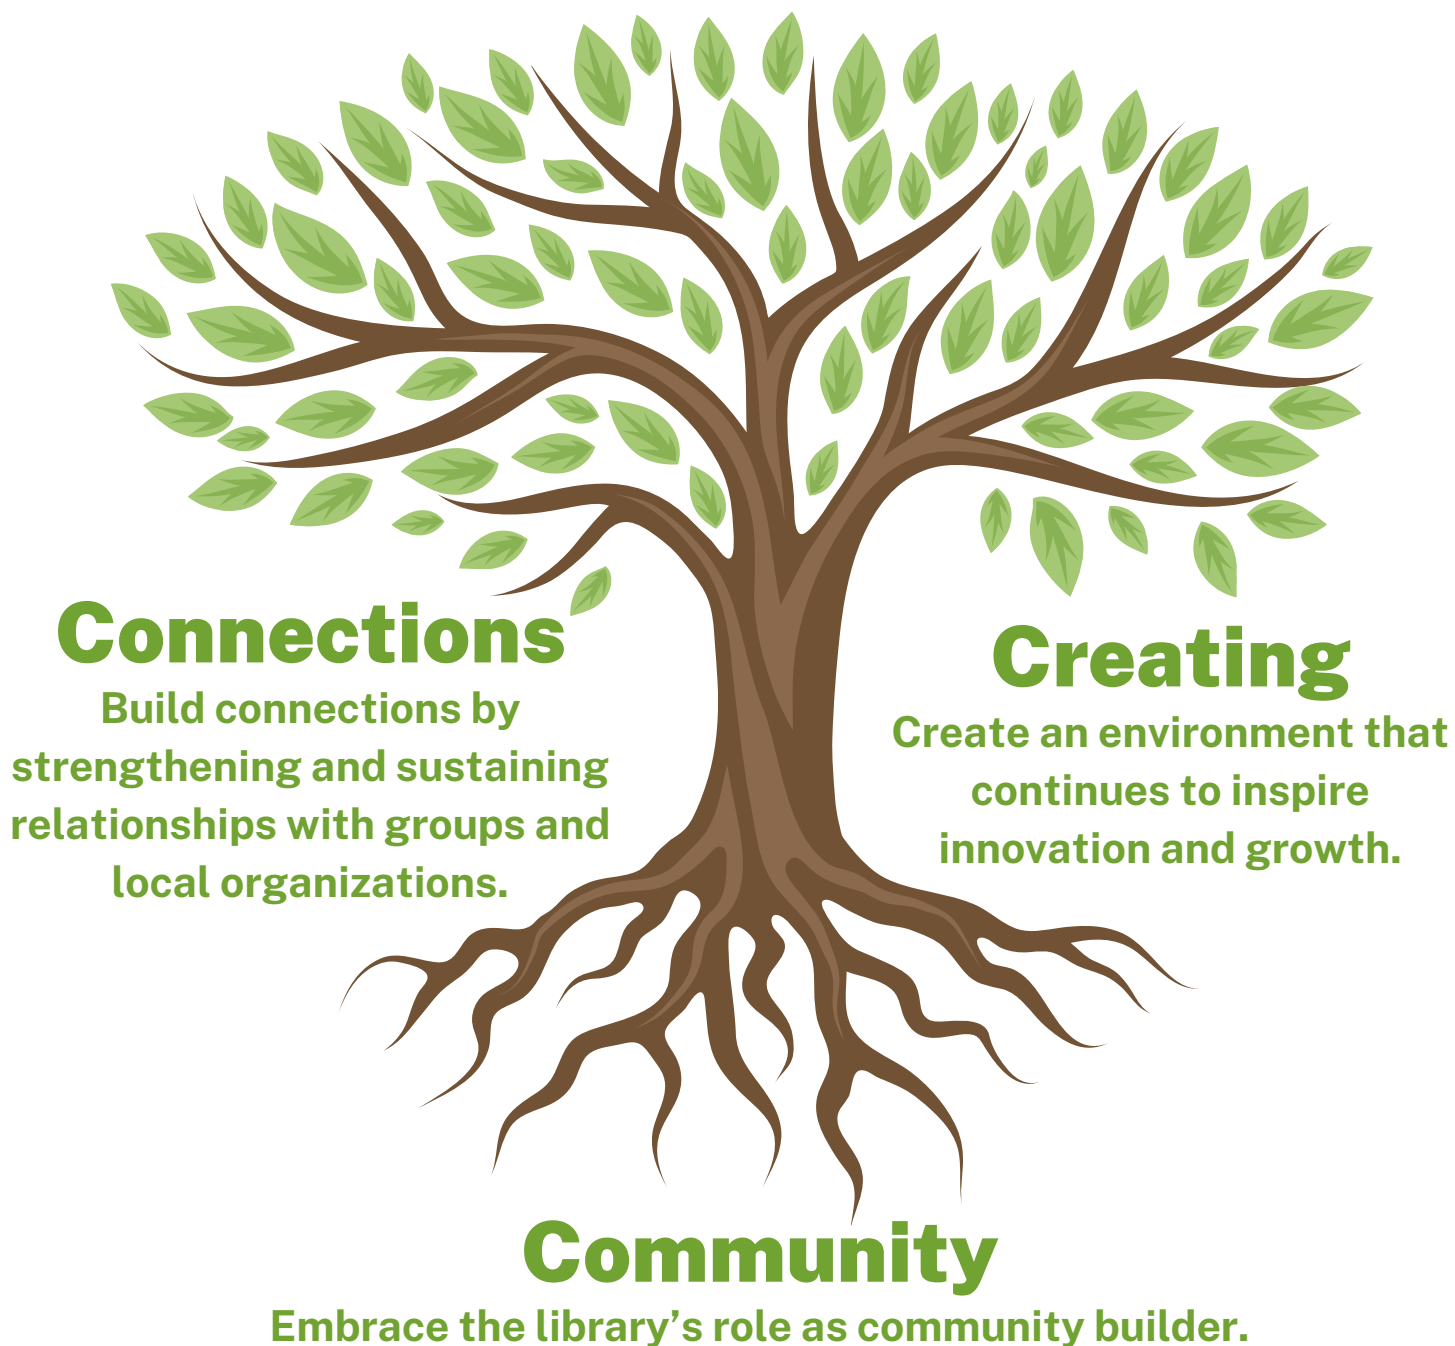 Connections
Build connections by
strengthening and sustaining
relationships with groups and
local organizations.
Creating
Create an environment that
continues to inspire
innovation and growth.
Community
Embrace the library’s role as community builder.